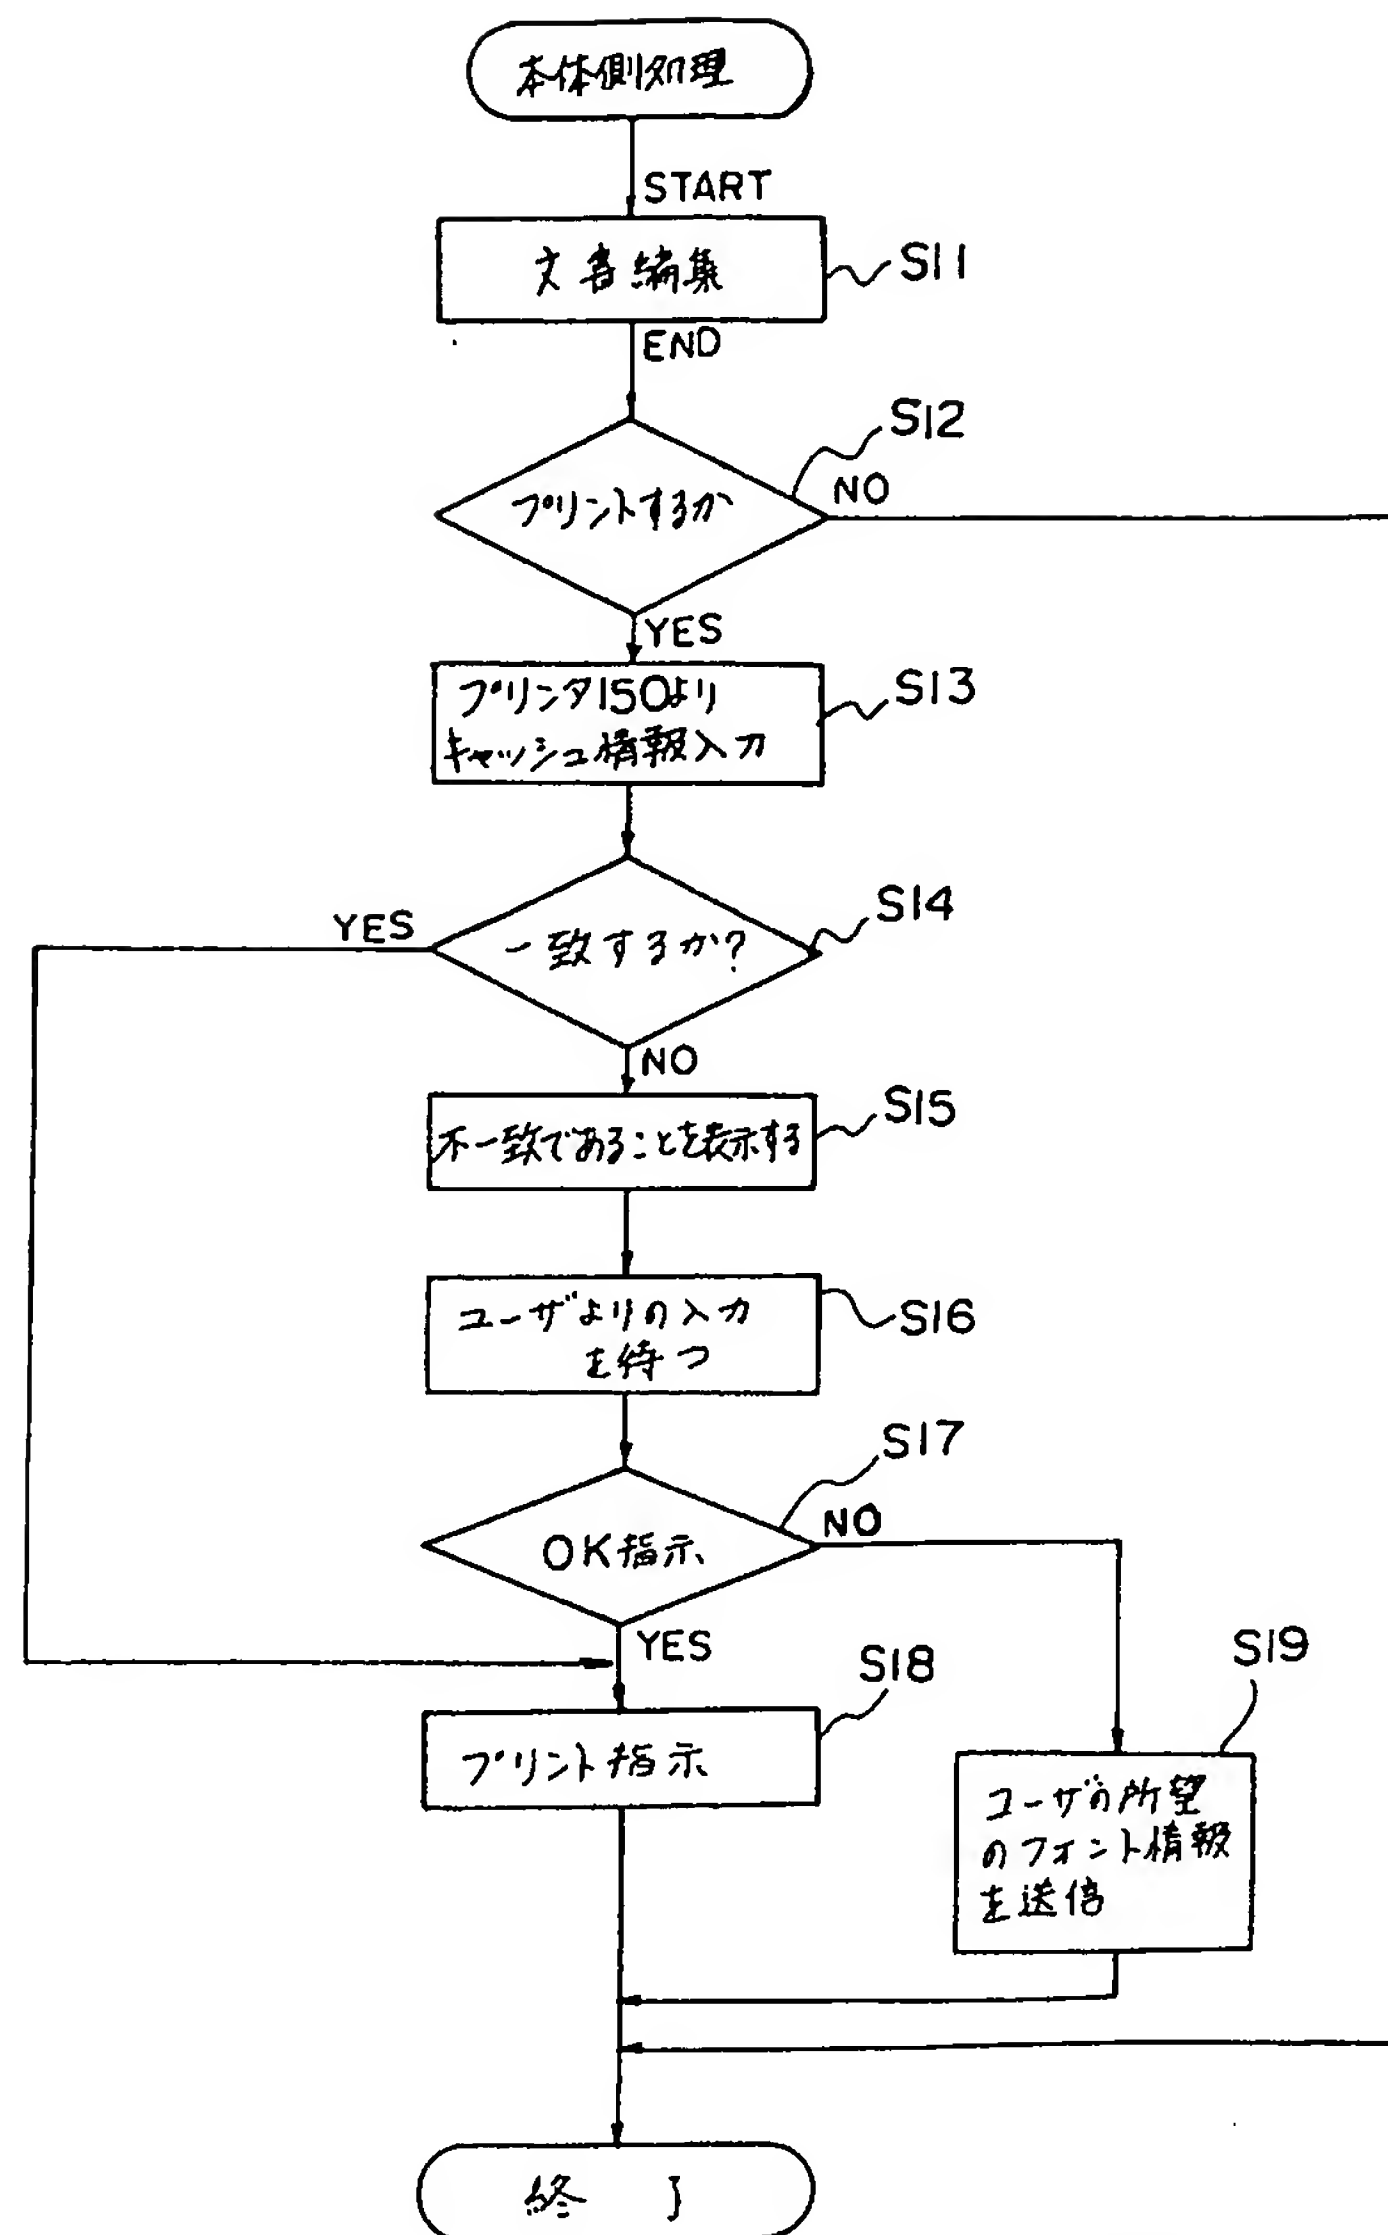 本体側処理
START
文書編集
S11
END
S12
プリントするか
NO
YES
プリンタ150より
キャッシュ情報入力
S13
S14
YES
一致するか?
NO
S15
不一致であることを表示する
ユーザよりの入力
を待つ
S16
S17
OK指示
NO
YES
S18
S19
プリント指示
ユーザの所望
のフォント情報
を送信
終 了